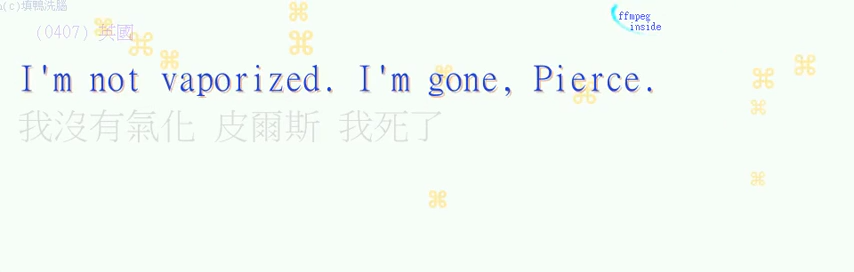 (c)填鴨洗腦
(0407) 英國
ffmpeg
inside
I'm not vaporized. I'm gone, Pierce.
我沒有氣化 皮爾斯 我死了